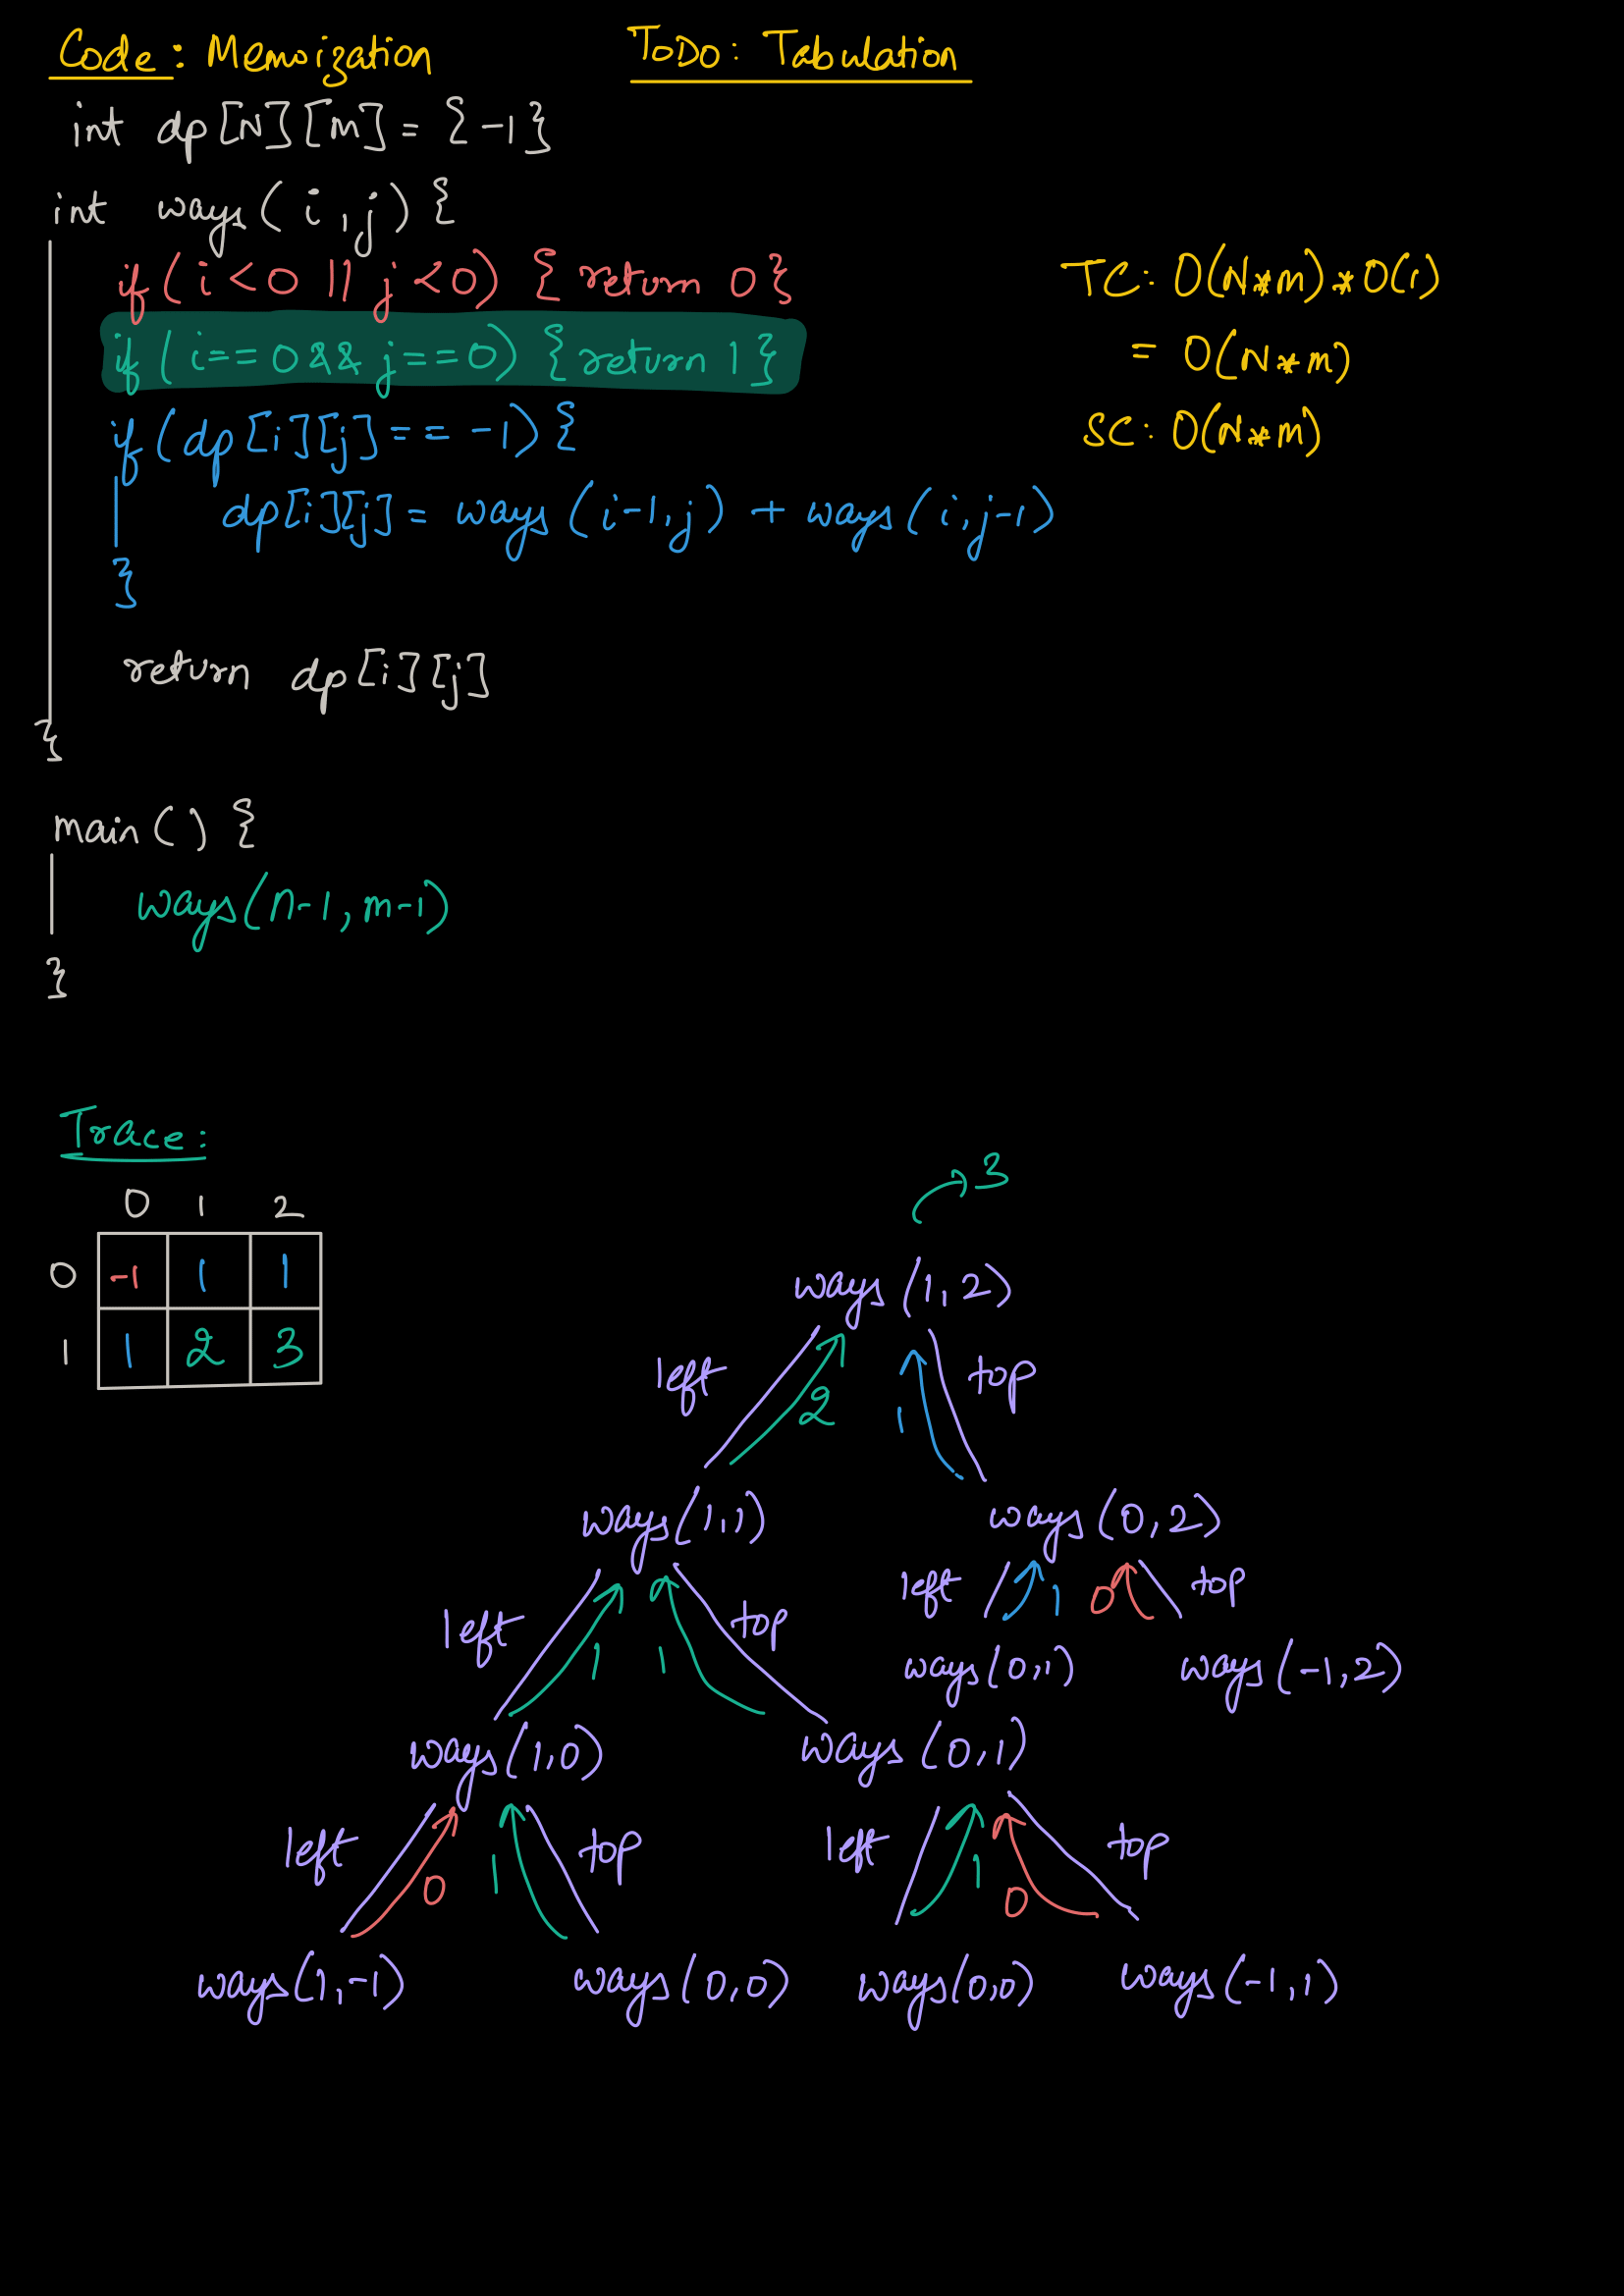 Code: Memoization    ToDo: Tabulation
int dp[N][m] = {-1}
int ways(i,j) {
if(i<0 || j<0) { return 0}
if(i==0 && j==0) { return 1}
if(dp[i][j] == -1) {
dp[i][j] = ways(i-1,j) + ways(i,j-1)
}
return dp[i][j]
}
TC: O(N*m)*O(1)
= O(N*m)
SC: O(N*m)
main() {
ways(n-1, m-1)
}
Trace:
0 1 2
0 -1 1 1
1 1 2 3
3
ways(1,2)
left 2 1 top
ways(1,1) ways(0,2)
left 1 0 top
ways(0,1) ways(-1,2)
left 1 1 top
ways(1,0) ways(0,1)
left 0 1 top left 1 0 top
ways(1,-1) ways(0,0) ways(0,0) ways(-1,1)